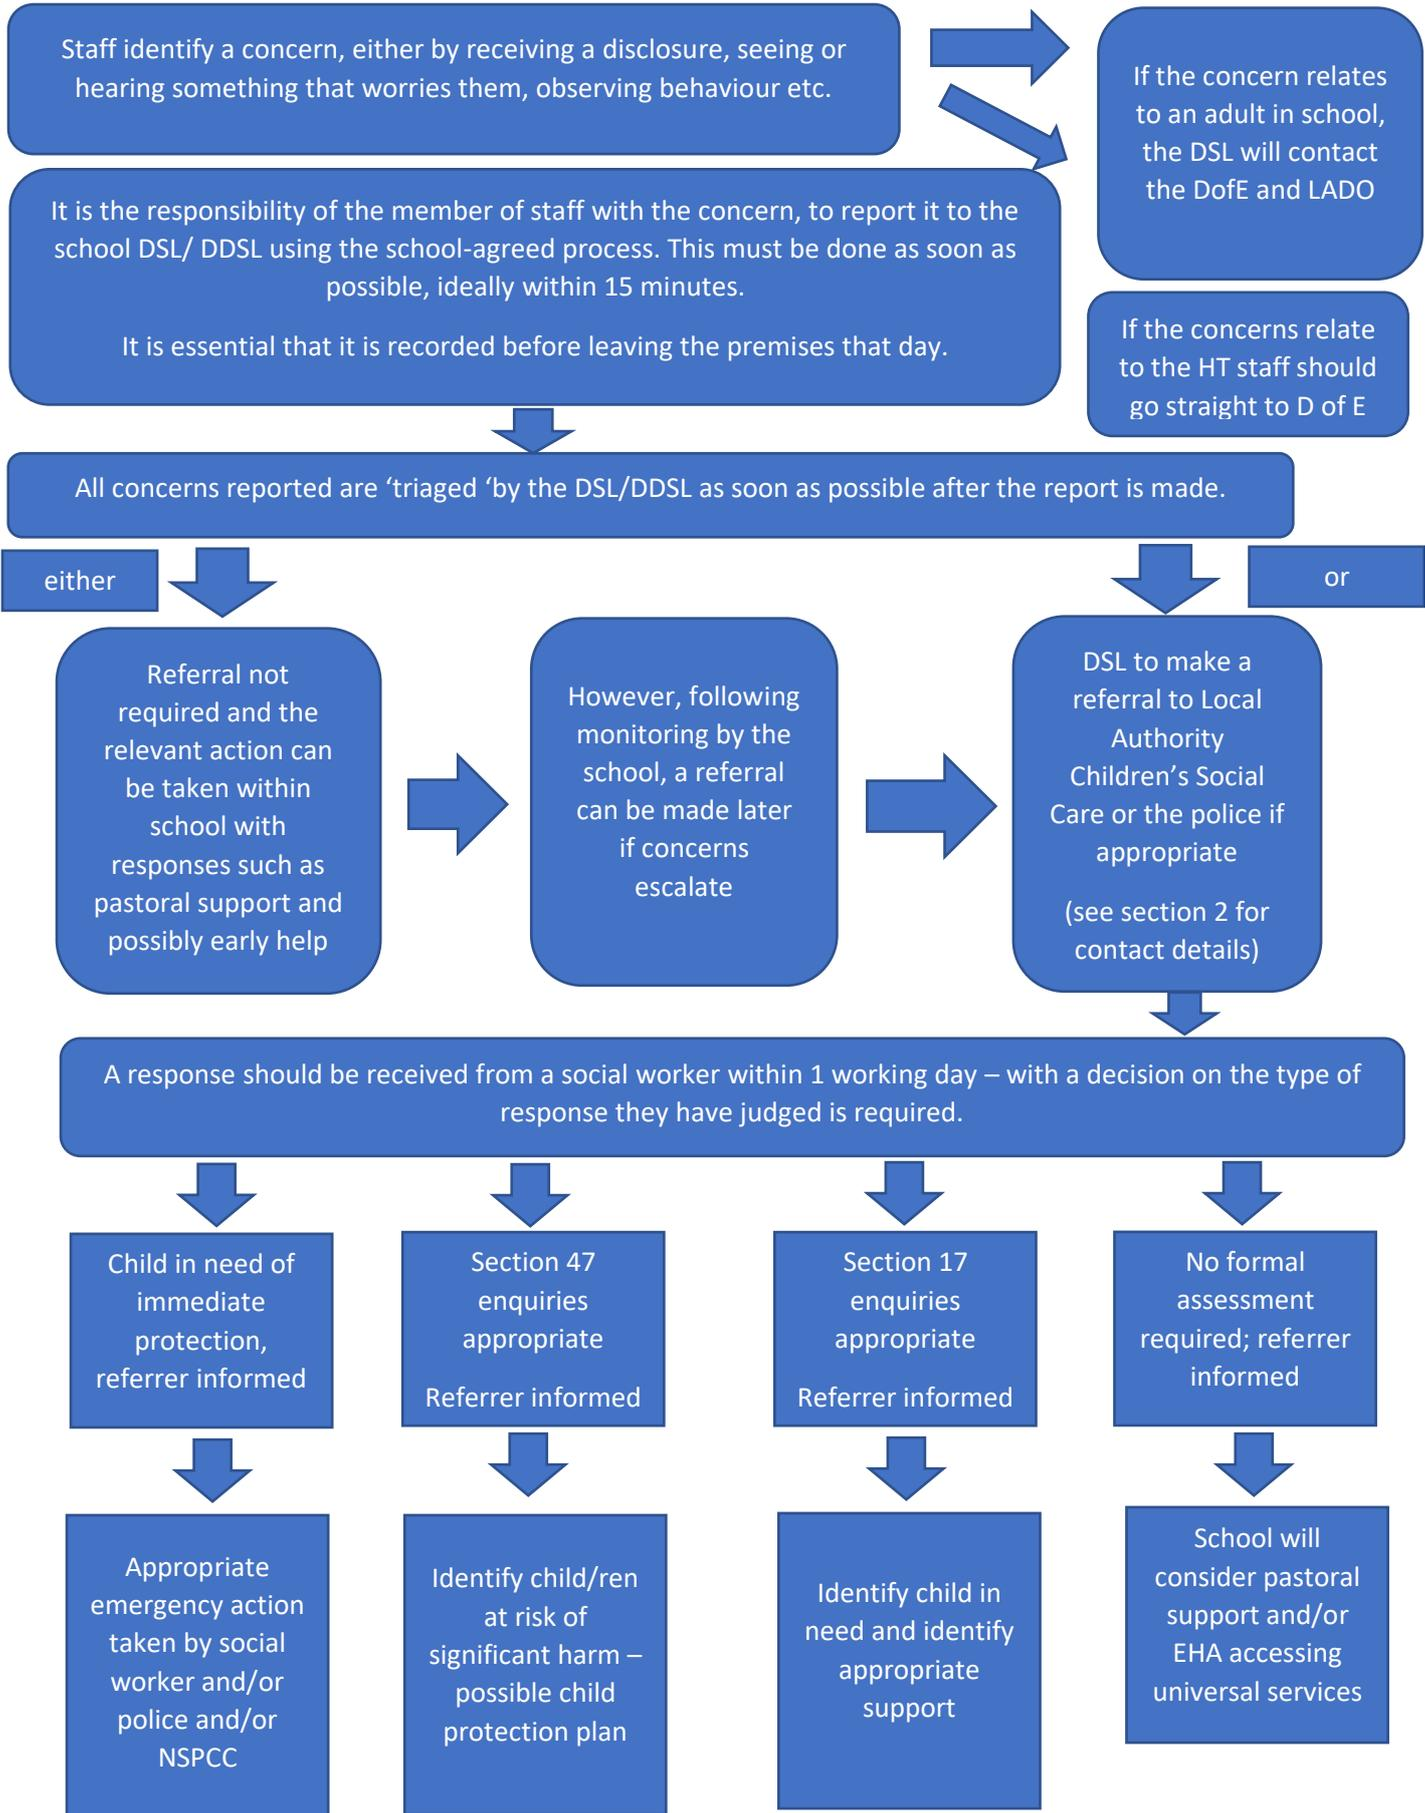 Staff identify a concern, either by receiving a disclosure, seeing or
hearing something that worries them, observing behaviour etc.
If the concern relates
to an adult in school,
the DSL will contact
the DofE and LADO
It is the responsibility of the member of staff with the concern, to report it to the
school DSL/ DDSL using the school-agreed process. This must be done as soon as
possible, ideally within 15 minutes.
It is essential that it is recorded before leaving the premises that day.
If the concerns relate
to the HT staff should
go straight to D of E
All concerns reported are ‘triaged ‘by the DSL/DDSL as soon as possible after the report is made.
either
or
Referral not
required and the
relevant action can
be taken within
school with
responses such as
pastoral support and
possibly early help
However, following
monitoring by the
school, a referral
can be made later
if concerns
escalate
DSL to make a
referral to Local
Authority
Children’s Social
Care or the police if
appropriate
(see section 2 for
contact details)
A response should be received from a social worker within 1 working day – with a decision on the type of
response they have judged is required.
Child in need of
immediate
protection,
referrer informed
Section 47
enquiries
appropriate
Referrer informed
Section 17
enquiries
appropriate
Referrer informed
No formal
assessment
required; referrer
informed
Appropriate
emergency action
taken by social
worker and/or
police and/or
NSPCC
Identify child/ren
at risk of
significant harm –
possible child
protection plan
Identify child in
need and identify
appropriate
support
School will
consider pastoral
support and/or
EHA accessing
universal services